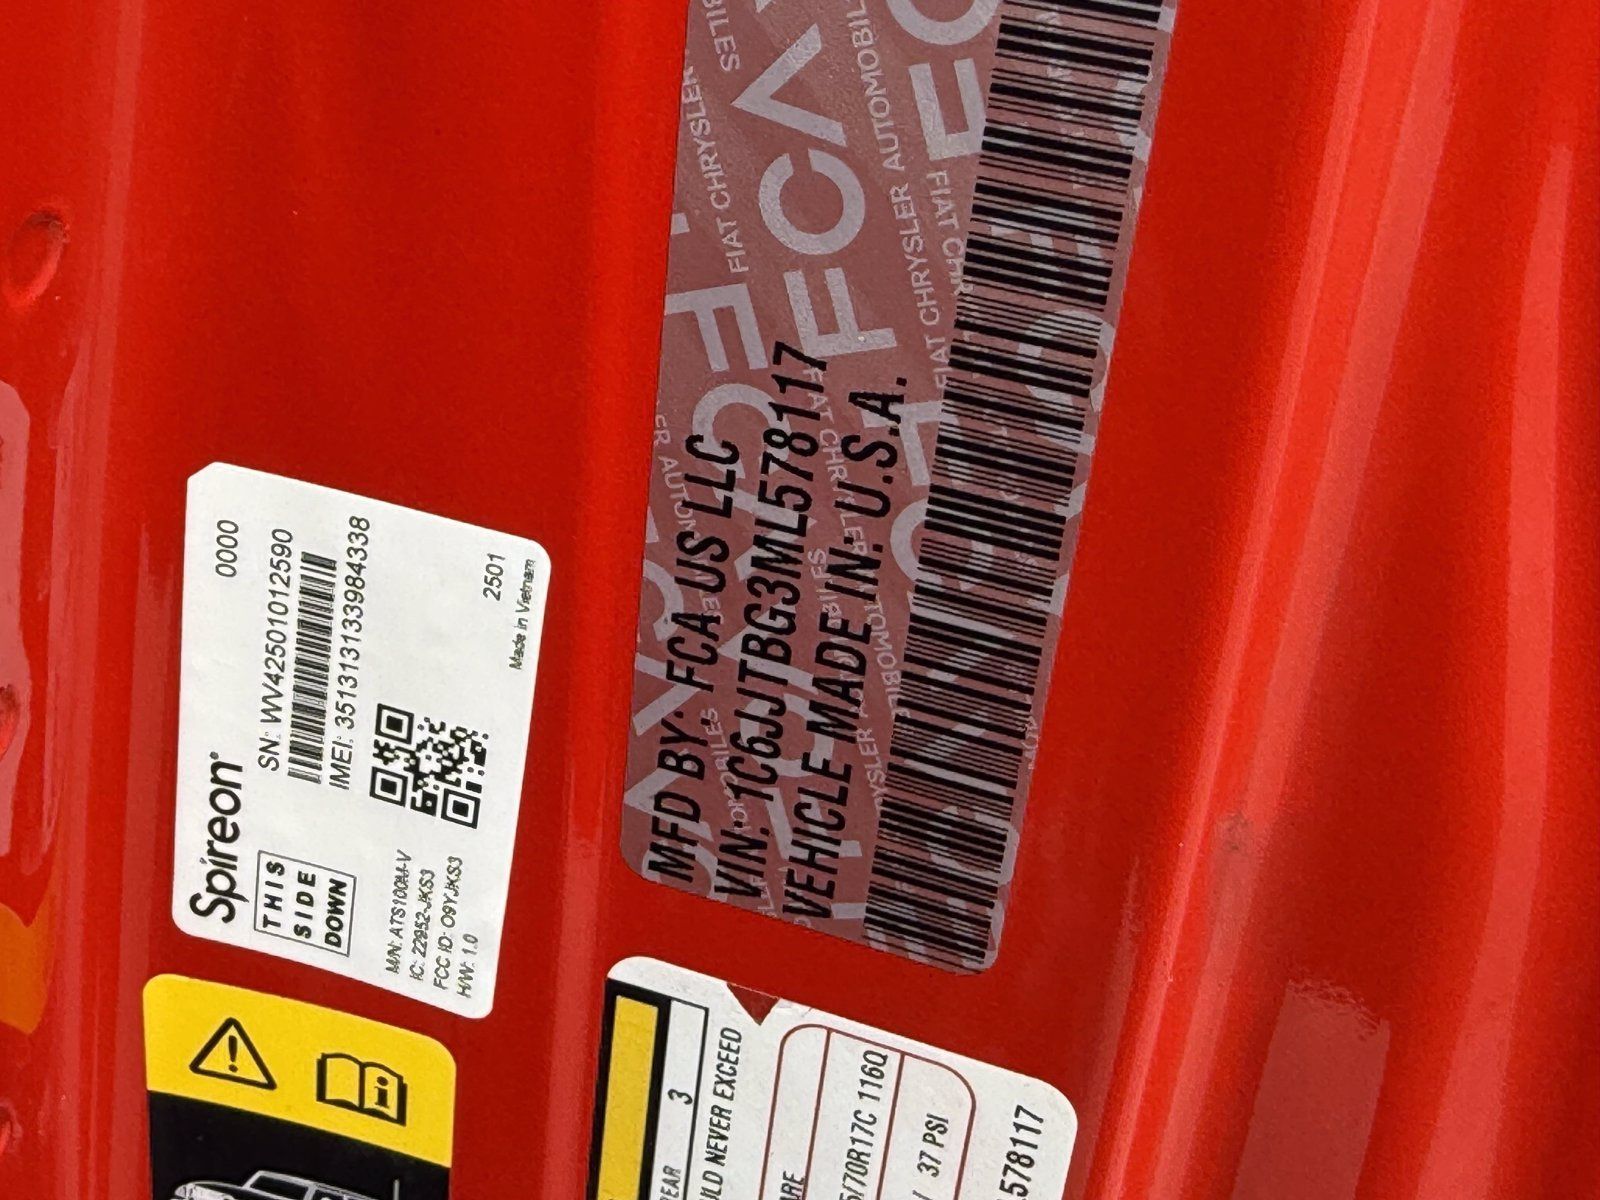 Spireon
THIS
SIDE
DOWN
0000
SN: WV42501012590
IMEI: 351313133984338
M/N: ATS100M-V
IC: 22952-JKS3
FCC ID: O9YJKS3
H/W: 1.0
2501
Made in Vietnam
MFD BY: FCA US LLC
VIN: 1C6JJTBG3ML578117
VEHICLE MADE IN: U.S.A.
FCA
FIAT CHRYSLER AUTOMOBILES
EAR 3
ULD NEVER EXCEED
5/70R17C 116Q
37 PSI
578117